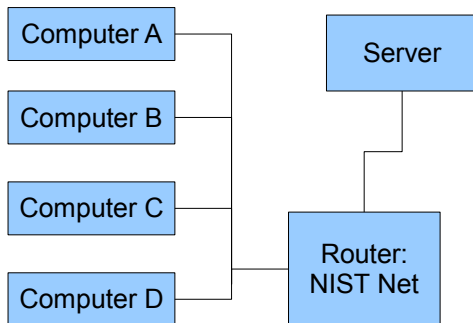 Computer A
Server
Computer B
Computer C
Router:
NIST Net
Computer D